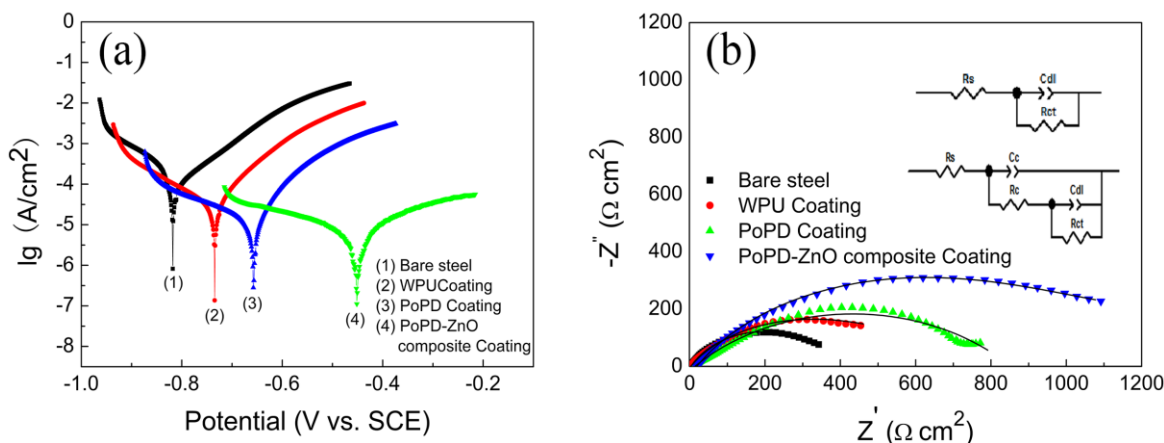 (a)
lg (A/cm2)
0
-1
-2
-3
-4
-5
-6
-7
-8
(1)
(2)
(3)
(4)
(1) Bare steel
(2) WPUCoating
(3) PoPD Coating
(4) PoPD-ZnO
composite Coating
-1.0
-0.8
-0.6
-0.4
-0.2
Potential (V vs. SCE)
(b)
-Z" (Ω cm2)
1200
1000
800
600
400
200
0
Rs
Cdl
Rct
Rs
Cc
Rc
Cdl
Rct
Bare steel
WPU Coating
PoPD Coating
PoPD-ZnO composite Coating
0
200
400
600
800
1000
1200
Z' (Ω cm2)